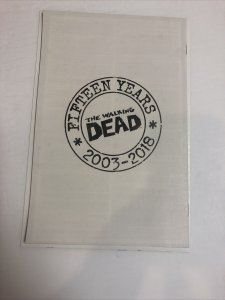 * FIFTEEN YEARS *
THE WALKING
DEAD
2003-2018